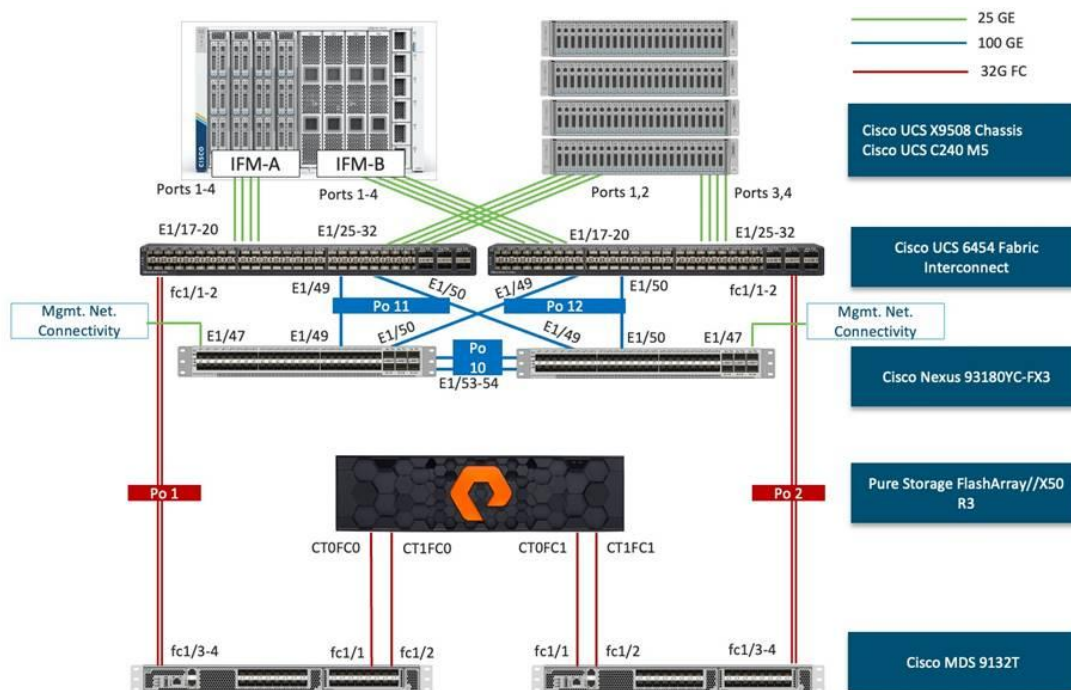 25 GE
100 GE
32G FC
Cisco UCS X9508 Chassis
Cisco UCS C240 M5
CISCO
IFM-A
IFM-B
Ports 1-4
Ports 1-4
Ports 1,2
Ports 3,4
E1/17-20
E1/25-32
E1/17-20
E1/25-32
Cisco UCS 6454 Fabric
Interconnect
fc1/1-2
E1/49
E1/50
E1/49
E1/50
fc1/1-2
Po 11
Po 12
Mgmt. Net.
Connectivity
Mgmt. Net.
Connectivity
E1/47
E1/49
E1/50
E1/49
E1/50
E1/47
Po
10
E1/53-54
Cisco Nexus 93180YC-FX3
Po 1
Po 2
Pure Storage FlashArray//X50
R3
CT0FC0
CT1FC0
CT0FC1
CT1FC1
fc1/3-4
fc1/1
fc1/2
fc1/1
fc1/2
fc1/3-4
Cisco MDS 9132T